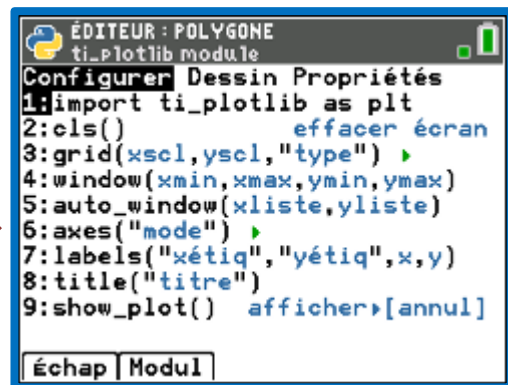 ÉDITEUR : POLYGONE
ti_plotlib module
Configurer Dessin Propriétés
1:import ti_plotlib as plt
2:cls() effacer écran
3:grid(xscl,yscl,"type") ▸
4:window(xmin,xmax,ymin,ymax)
5:auto_window(xliste,yliste)
6:axes("mode") ▸
7:labels("xétiq","yétiq",x,y)
8:title("titre")
9:show_plot() afficher▸[annul]
Échap Modul